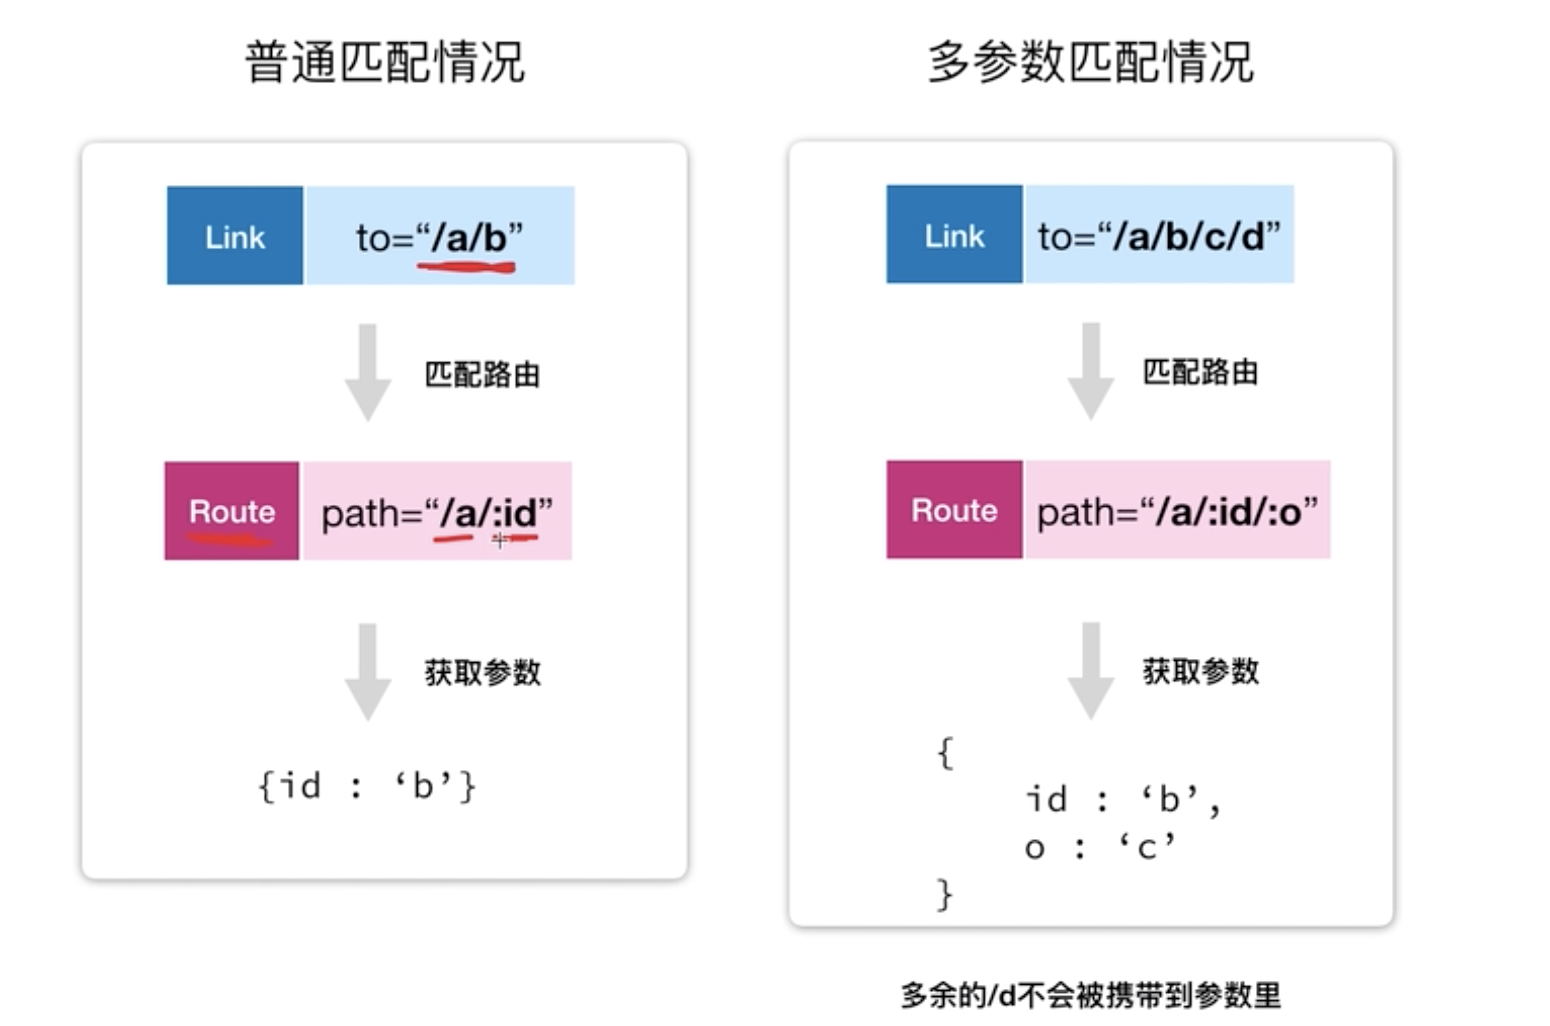 普通匹配情况
Link to=“/a/b”
匹配路由
Route path=“/a/:id”
获取参数
{id : ‘b’}
多参数匹配情况
Link to=“/a/b/c/d”
匹配路由
Route path=“/a/:id/:o”
获取参数
{
id : ‘b’,
o : ‘c’
}
多余的/d不会被携带到参数里